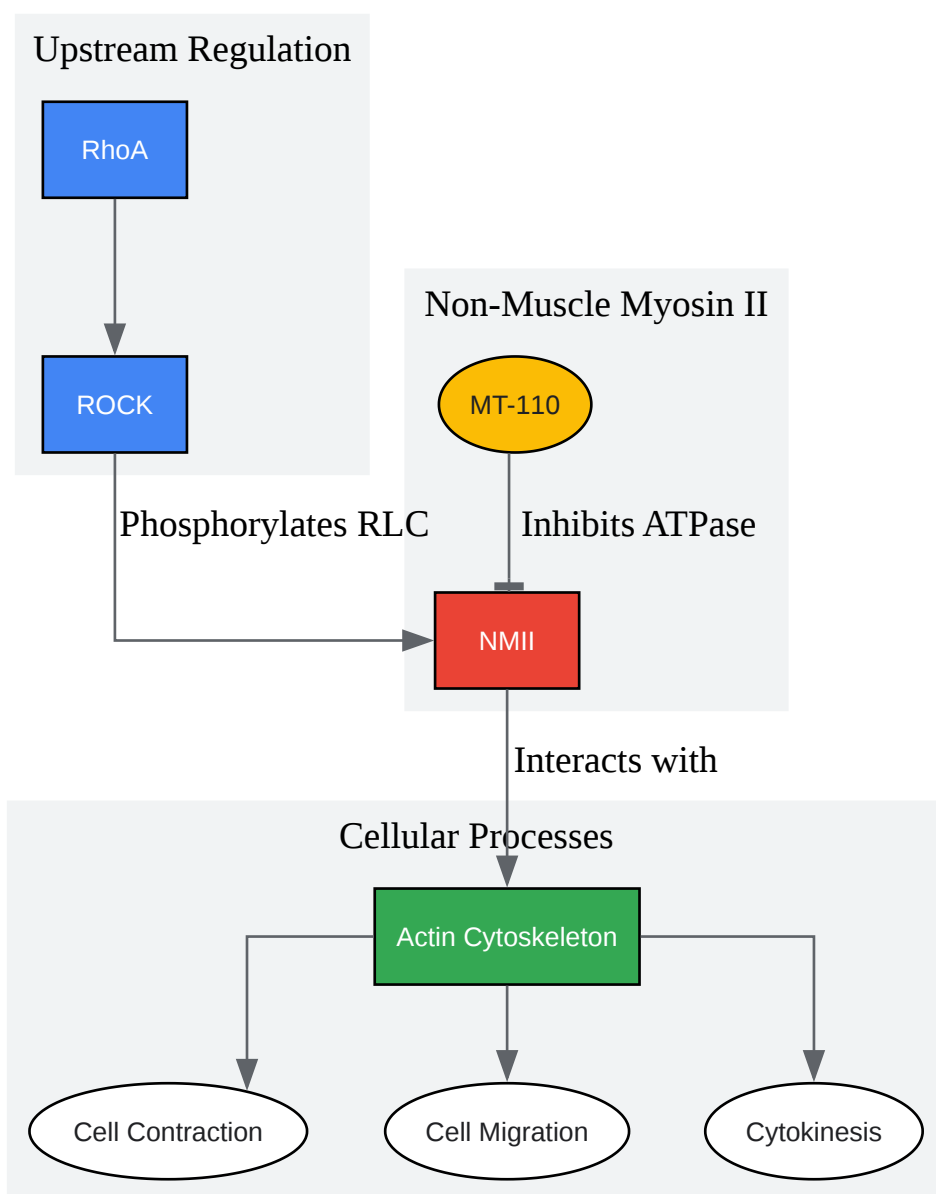 Upstream Regulation
RhoA
Non-Muscle Myosin II
ROCK
MT-110
Phosphorylates RLC
Inhibits ATPase
NMII
Interacts with
Cellular Processes
Actin Cytoskeleton
Cell Contraction
Cell Migration
Cytokinesis